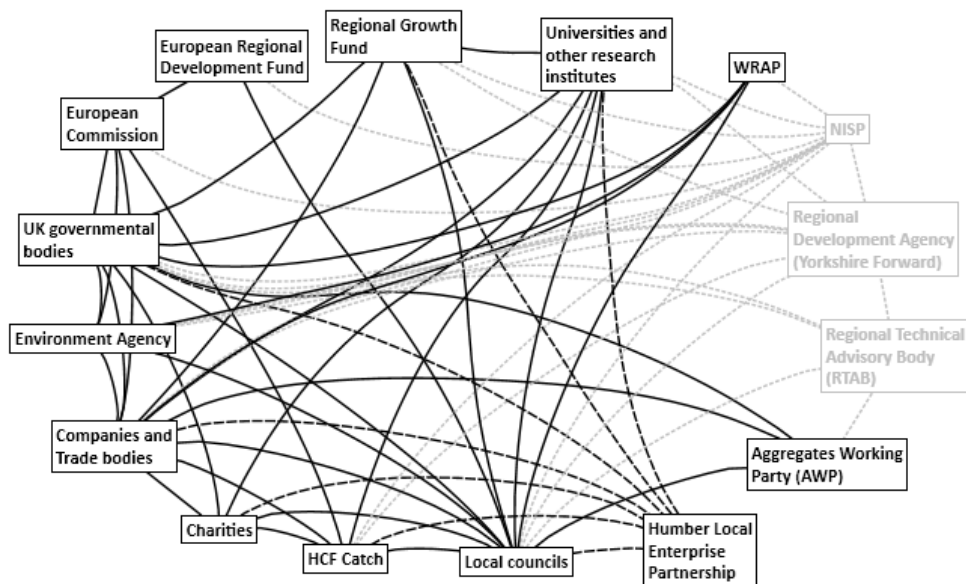 Regional Growth
Fund
Universities and
other research
institutes
European Regional
Development Fund
WRAP
European
Commission
NISP
UK governmental
bodies
Regional
Development Agency
(Yorkshire Forward)
Environment Agency
Regional Technical
Advisory Body
(RTAB)
Companies and
Trade bodies
Aggregates Working
Party (AWP)
Charities
HCF Catch
Local councils
Humber Local
Enterprise
Partnership